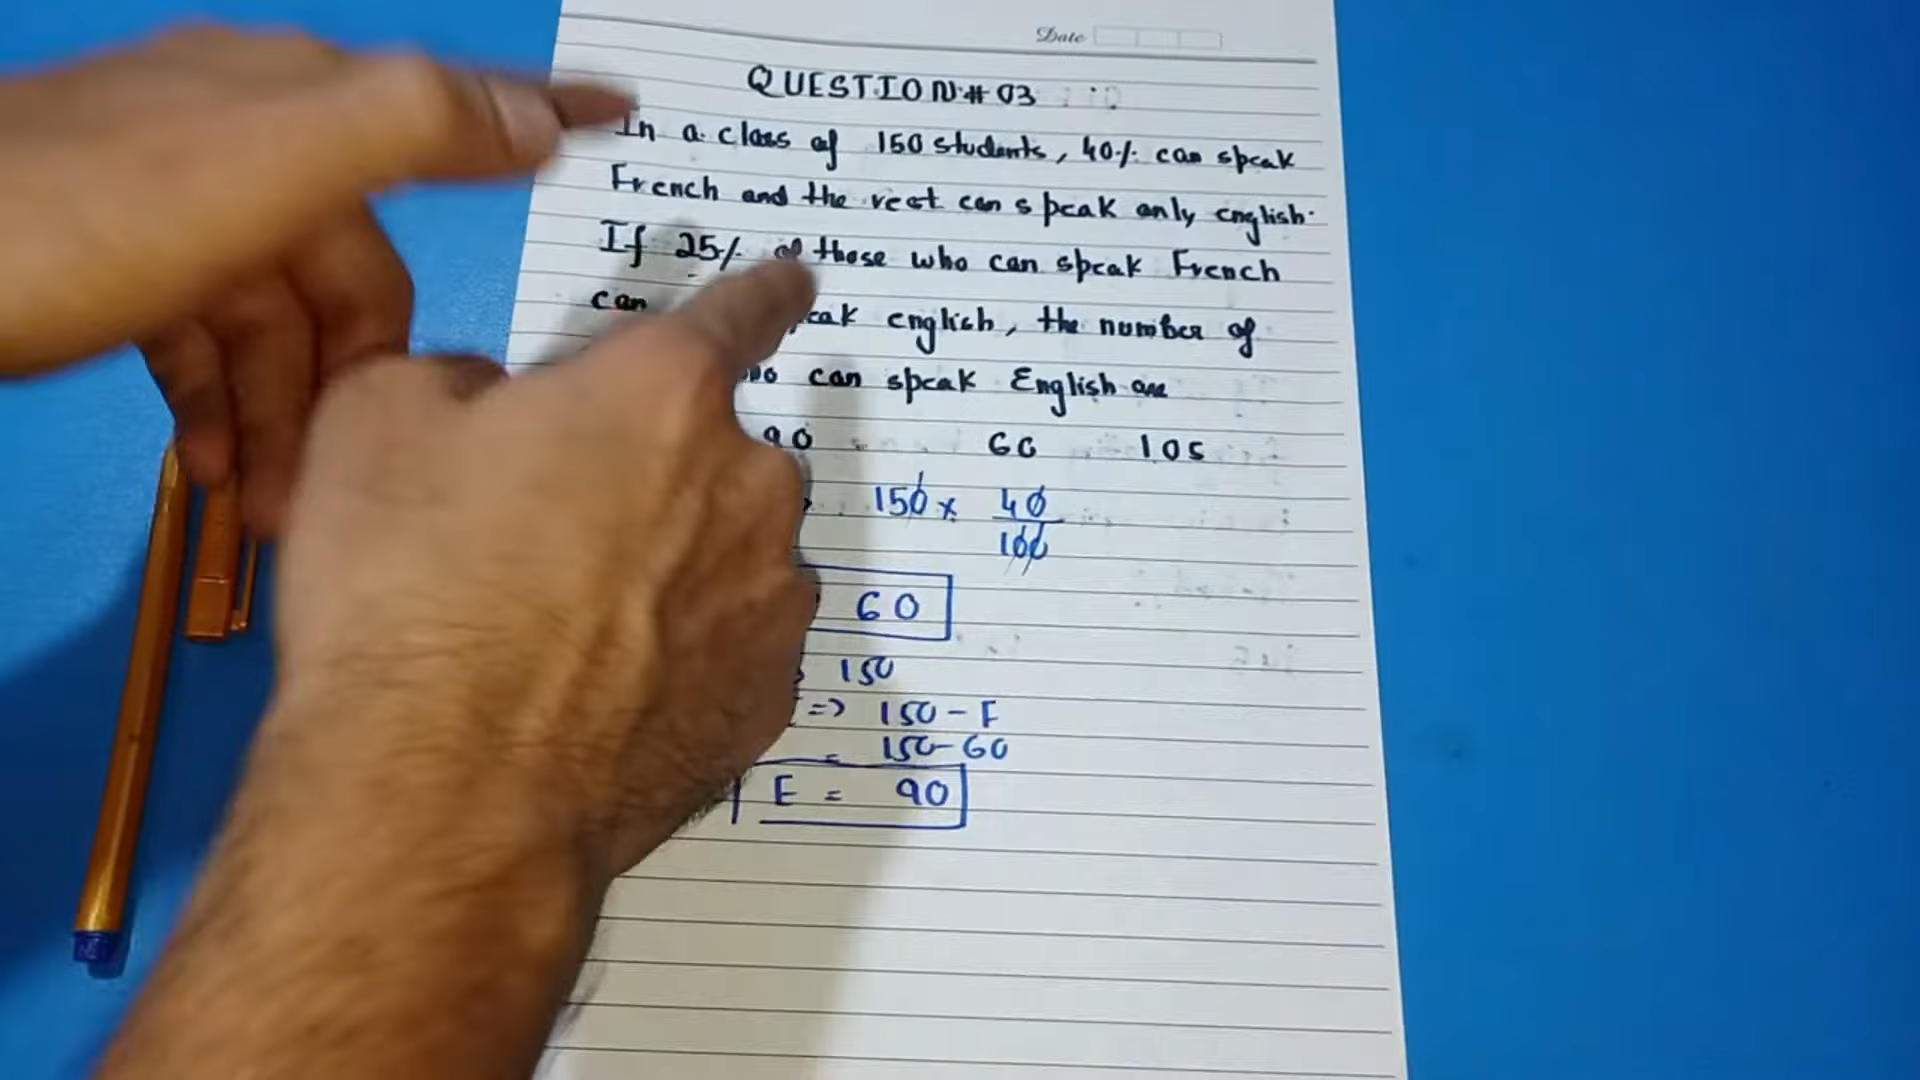 Date
QUESTION # 03
In a class of 150 students, 40% can speak
French and the rest can speak only english.
If 25% of those who can speak French
can english, the number of
can speak English are
90 60 105
150 x 40
100
60
150
=> 150 - F
= 150 - 60
E = 90